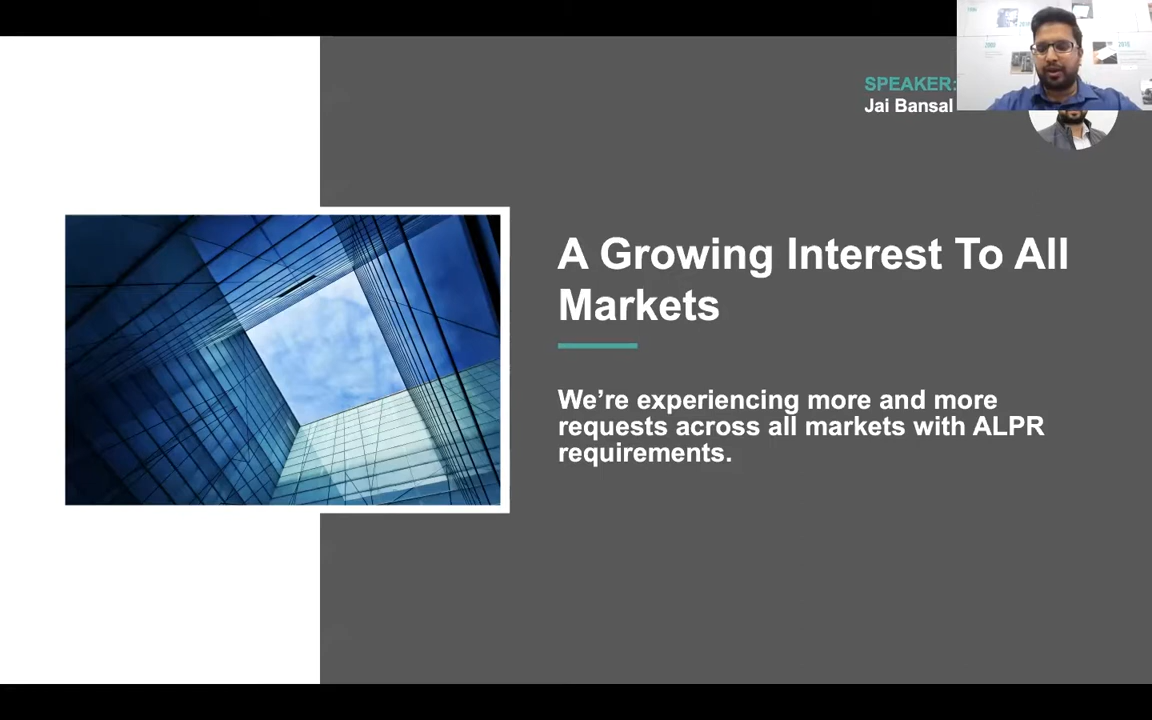 SPEAKER:
Jai Bansal
A Growing Interest To All
Markets
We’re experiencing more and more
requests across all markets with ALPR
requirements.